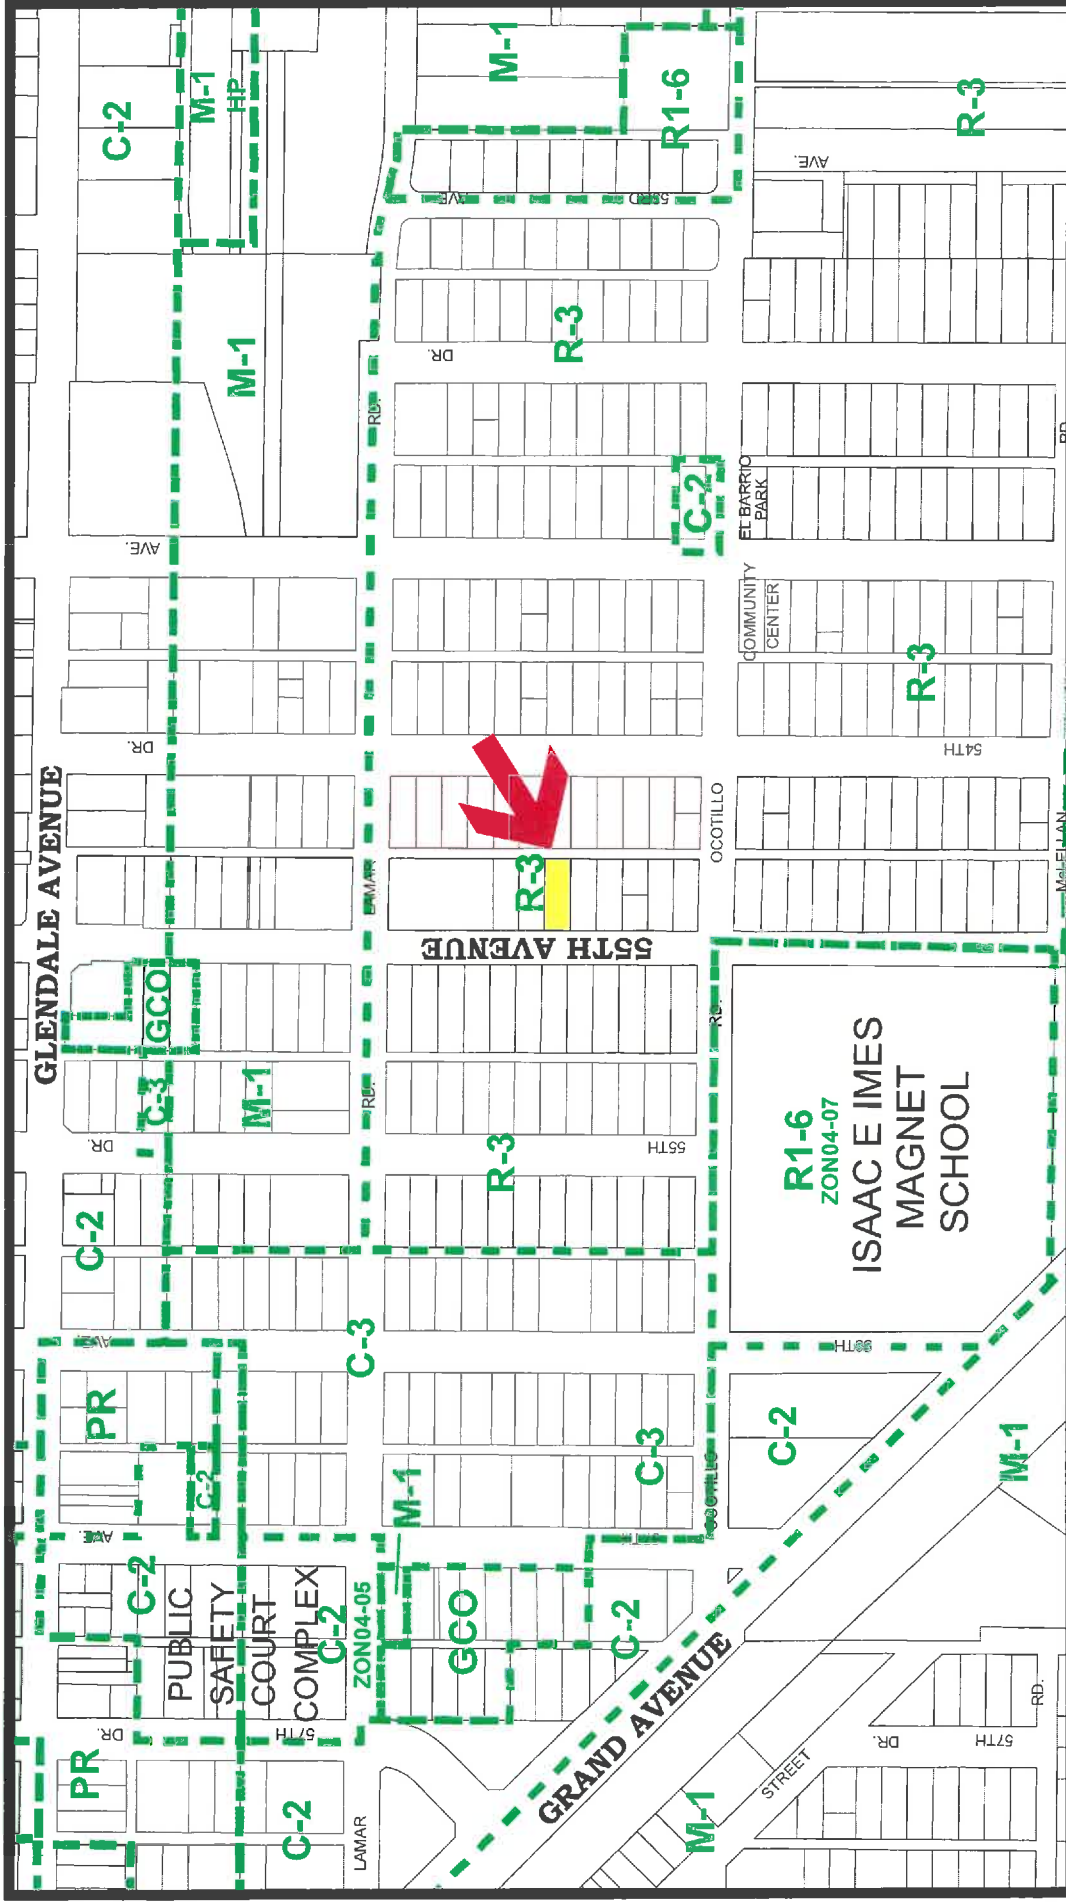 C-2
M-1
HP
M-1
R1-6
R-3
AVE.
AVE.
53RD
M-1
DR.
R-3
RD.
RD.
C-2
EL BARRIO
PARK
AVE.
COMMUNITY
CENTER
R-3
DR.
54TH
GLENDALE AVENUE
OCOTILLO
R-3
LAMAR
McLELLAN
55TH AVENUE
GCO
RD.
C-3
M-1
RD.
DR.
R-3
55TH
R1-6
ZON04-07
ISAAC E IMES
MAGNET
SCHOOL
C-2
AVE.
C-3
PR
C-2
C-3
C-2
M-1
OCOTILLO
M-1
AVE.
C-2
PUBLIC
SAFETY
COURT
COMPLEX
C-2
ZON04-05
GCO
C-2
57TH
DR.
PR
C-2
LAMAR
GRAND AVENUE
M-1
STREET
DR.
57TH
RD.